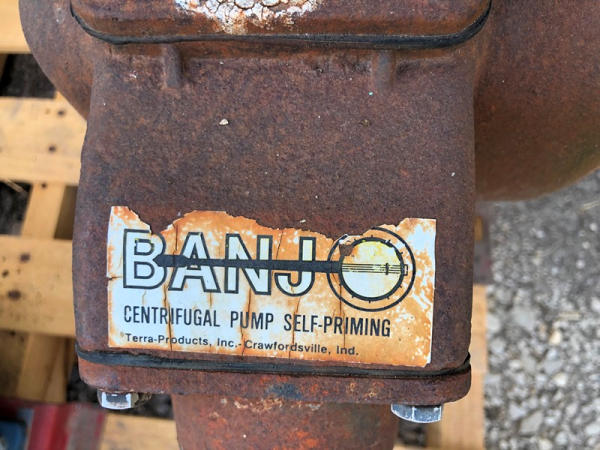 BANJO
CENTRIFUGAL PUMP SELF-PRIMING
Terra-Products, Inc.-Crawfordsville, Ind.